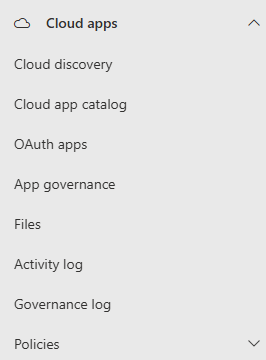 Cloud apps
Cloud discovery
Cloud app catalog
OAuth apps
App governance
Files
Activity log
Governance log
Policies